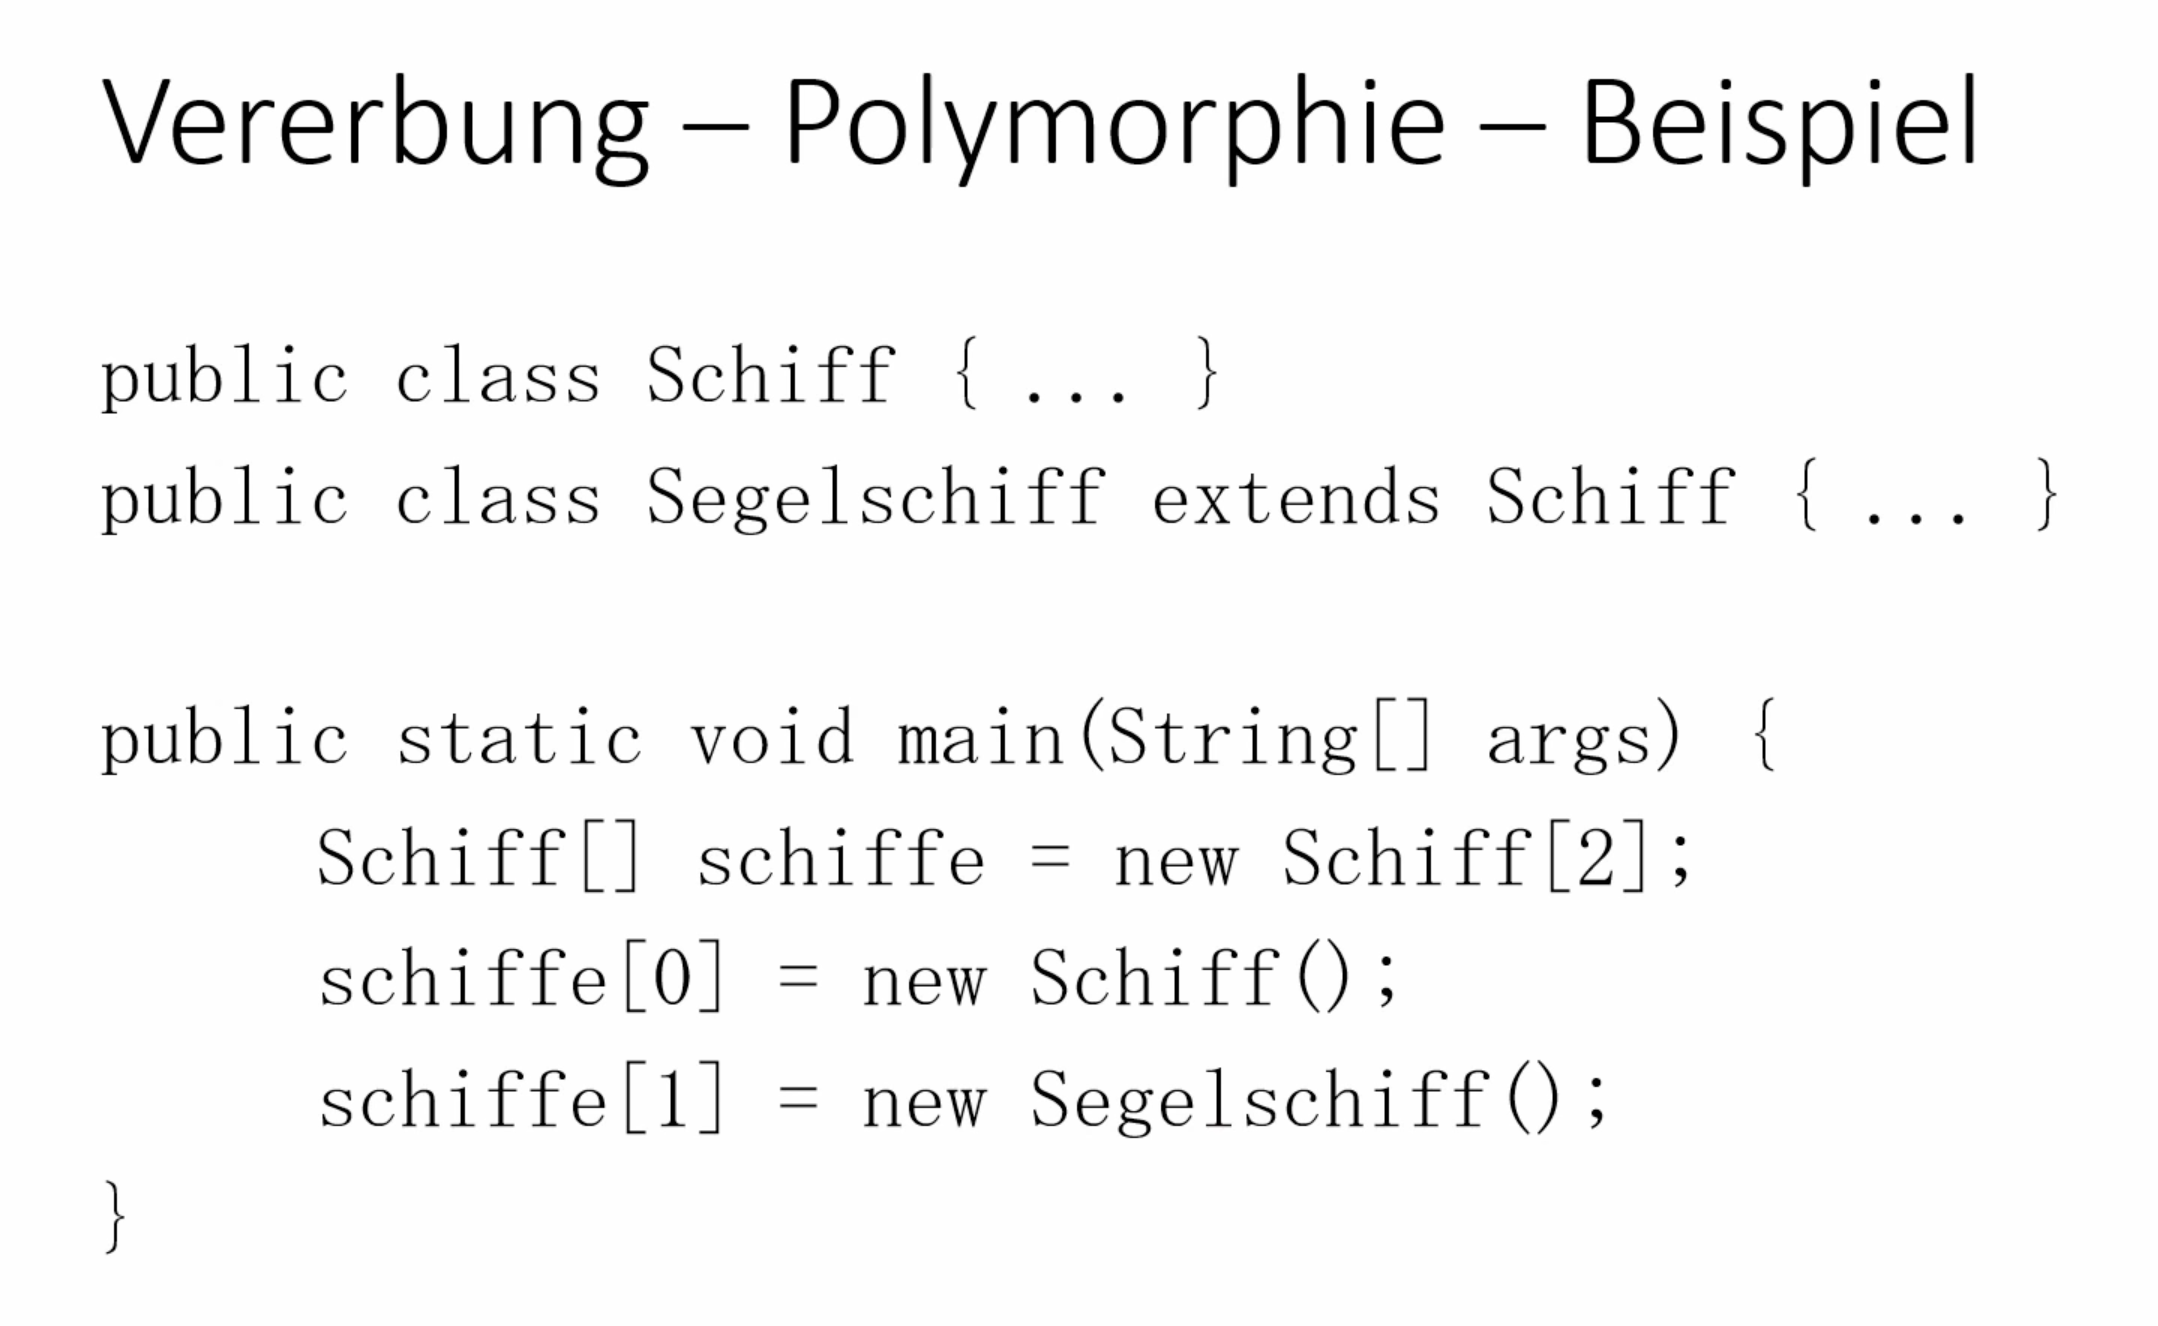 Vererbung – Polymorphie – Beispiel
public class Schiff { ... }
public class Segelschiff extends Schiff { ... }
public static void main(String[] args) {
schiffe[] schiffe = new Schiff[2];
schiffe[0] = new Schiff();
schiffe[1] = new Segelschiff();
}